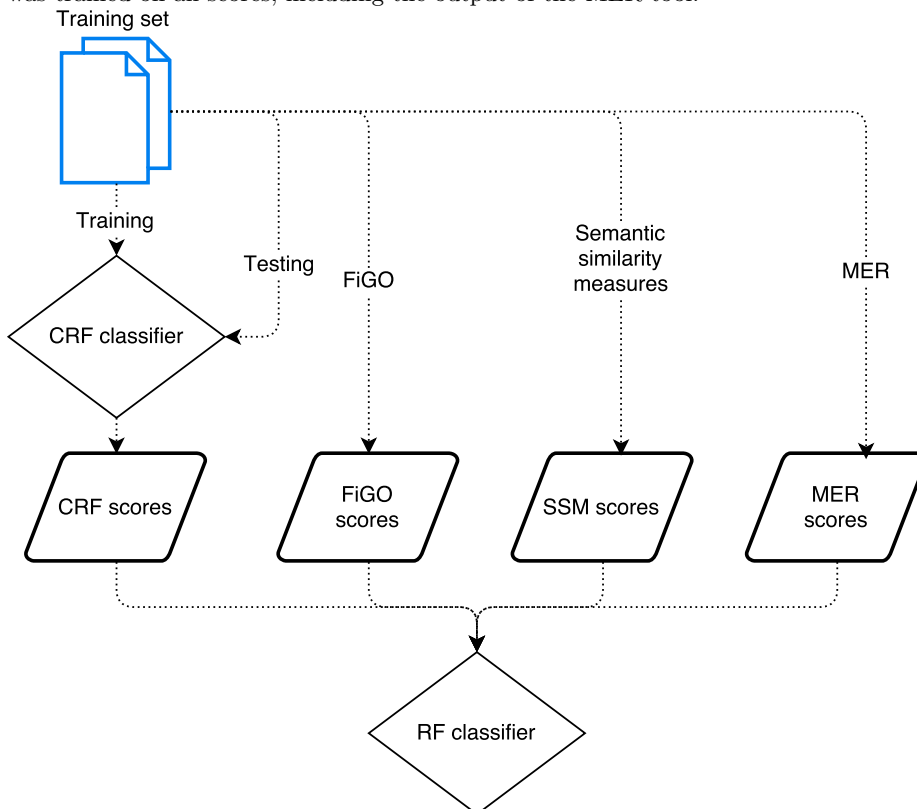 was trained on all scores, including the output of the MER tool.
Training set
Training
Testing
FiGO
Semantic
similarity
measures
MER
CRF classifier
CRF scores
FiGO
scores
SSM scores
MER
scores
RF classifier